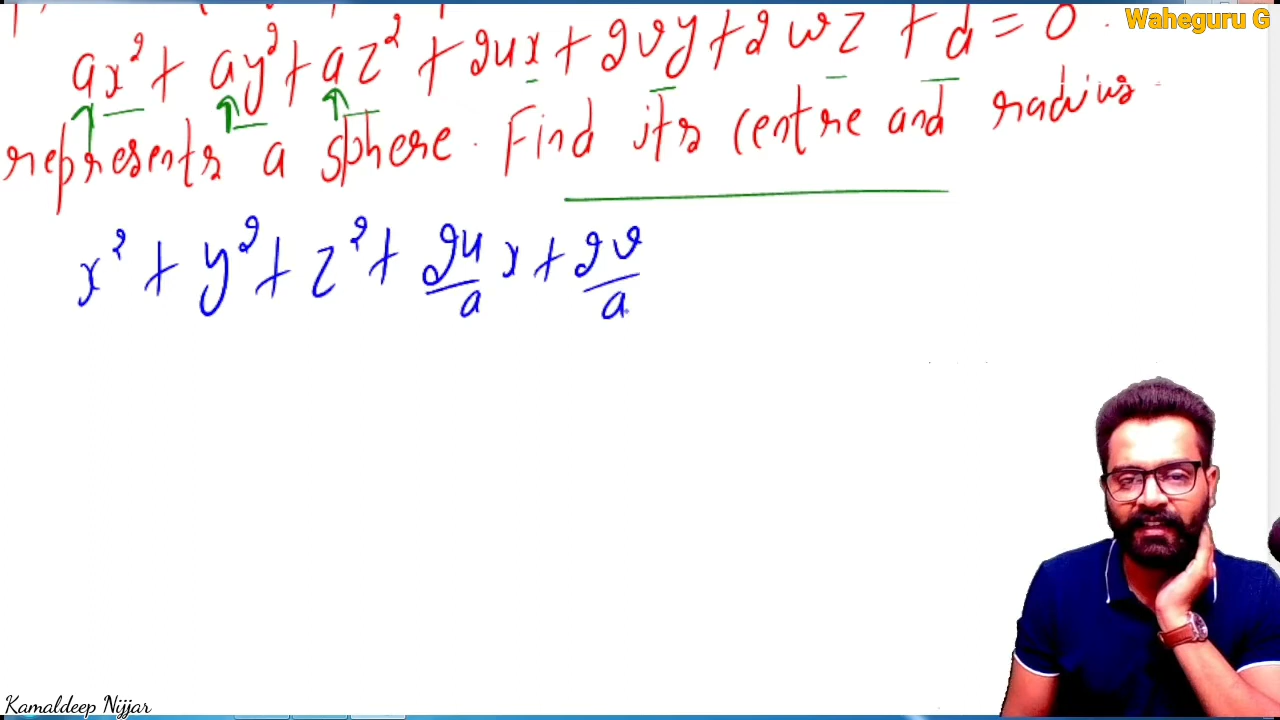 Waheguru G
ax² + ay² + az² + 2ux + 2vy + 2wz + d = 0.
represents a sphere. Find its centre and radius.
x² + y² + z² + 2u/a x + 2v/a
Kamaldeep Nijjar